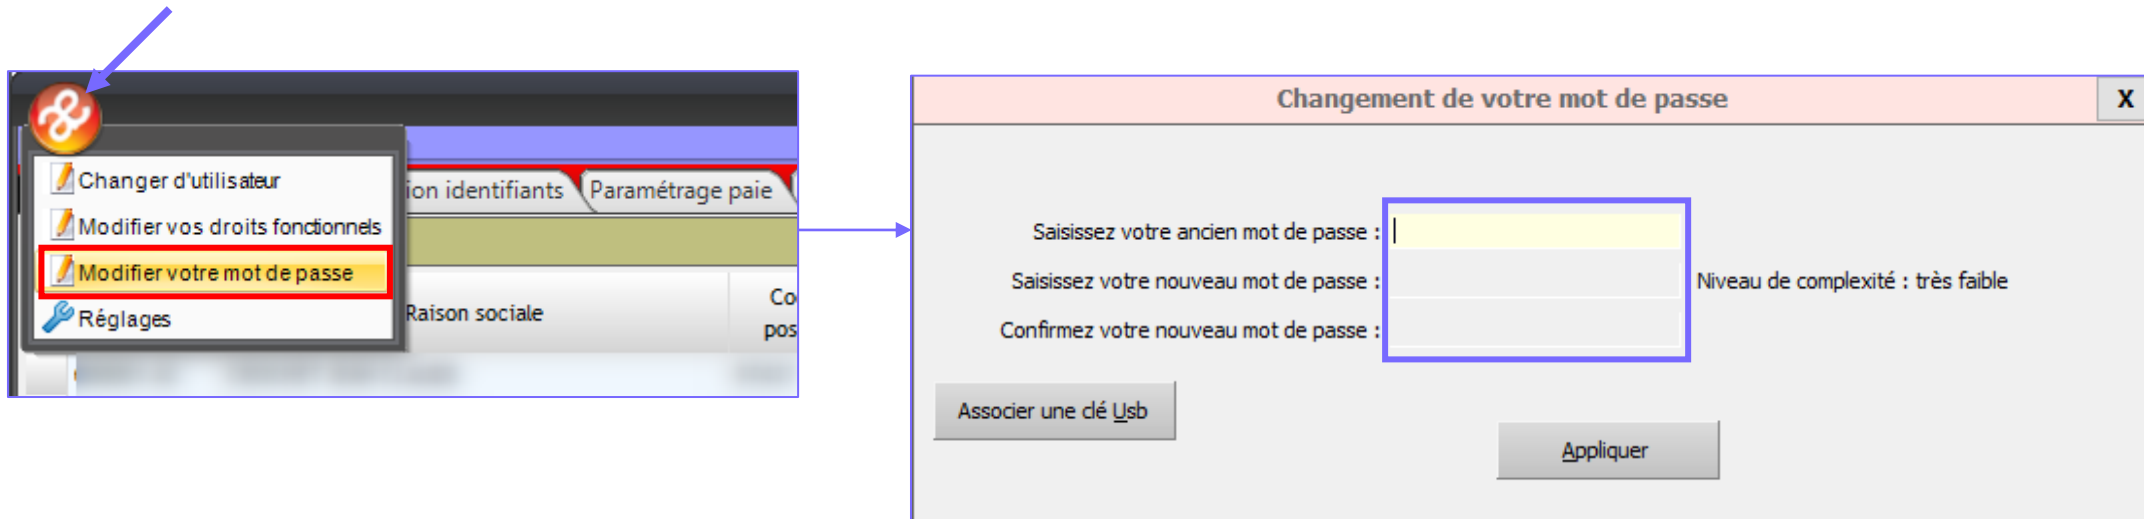 Changer d'utilisateur
Modifier vos droits fonctionnels
Modifier votre mot de passe
Réglages
ion identifiants
Paramétrage paie
Raison sociale
Co
pos
Changement de votre mot de passe
X
Saisissez votre ancien mot de passe :
Saisissez votre nouveau mot de passe :
Niveau de complexité : très faible
Confirmez votre nouveau mot de passe :
Associer une clé Usb
Appliquer